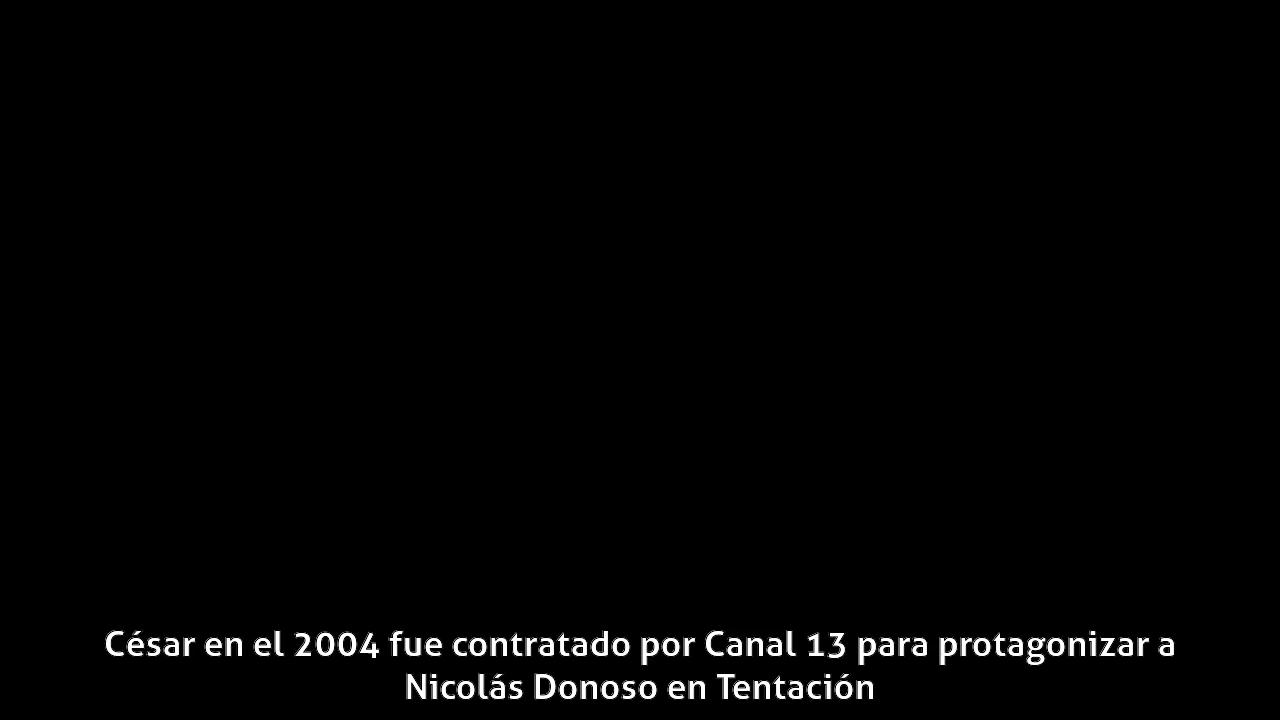 César en el 2004 fue contratado por Canal 13 para protagonizar a
Nicolás Donoso en Tentación